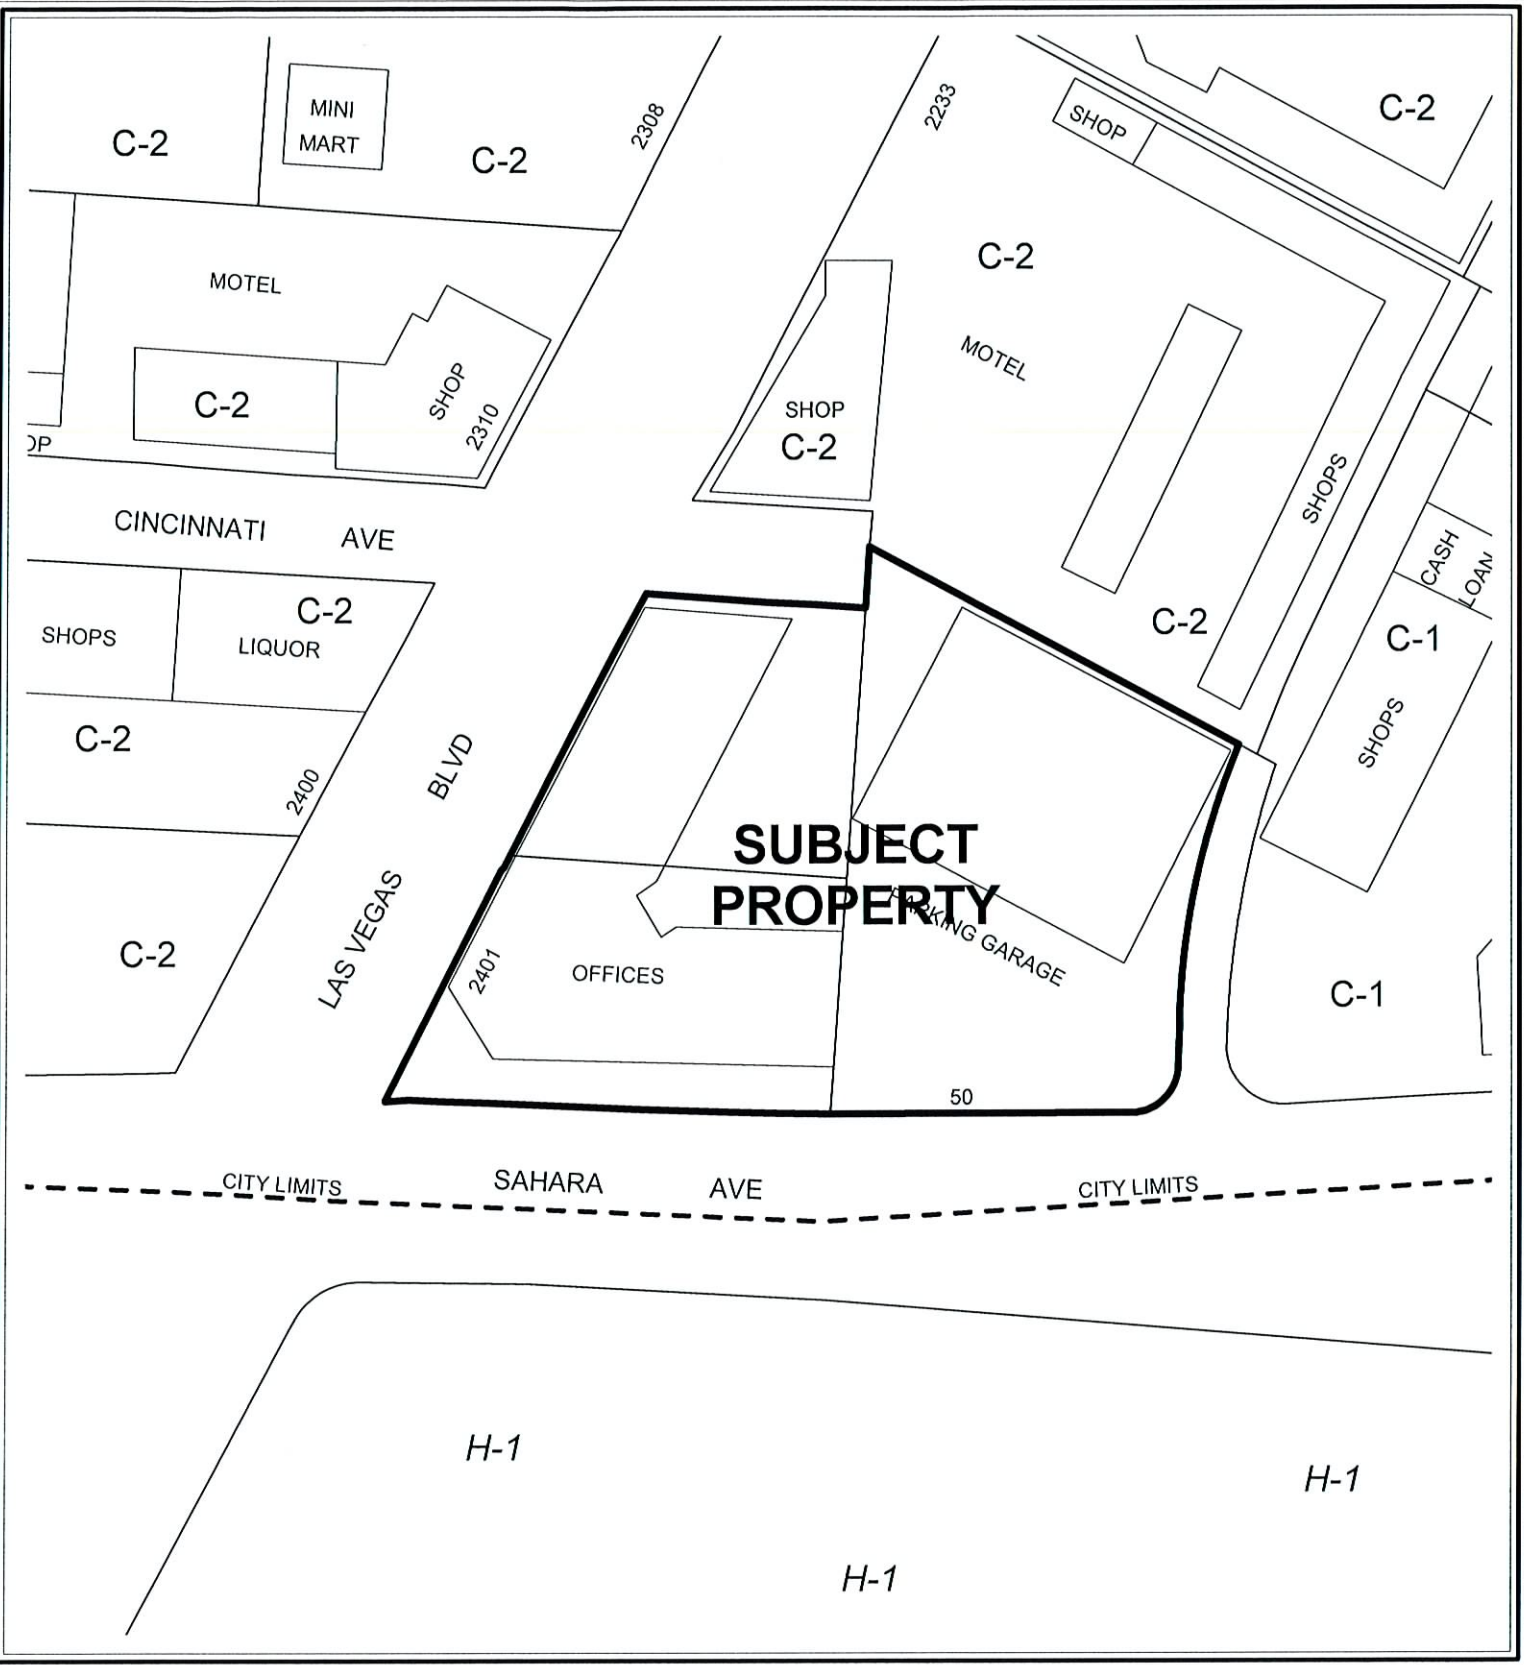 MINI
MART
C-2
C-2
2308
2233
SHOP
C-2
C-2
MOTEL
MOTEL
C-2
SHOP
2310
SHOP
C-2
SHOPS
OP
CINCINNATI AVE
CASH
LOAN
C-2
SHOPS
LIQUOR
C-2
C-1
SHOPS
C-2
2400
BLVD
LAS VEGAS
SUBJECT
PROPERTY
PARKING GARAGE
C-2
2401
OFFICES
C-1
50
CITY LIMITS
SAHARA AVE
CITY LIMITS
H-1
H-1
H-1